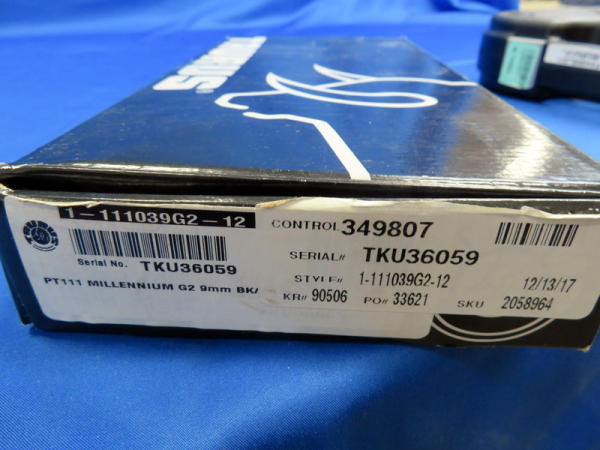 TAURUS
1-111039G2-12
Serial No. TKU36059
PT111 MILLENNIUM G2 9mm BK/
CONTROL 349807
SERIAL# TKU36059
STYLE# 1-111039G2-12 12/13/17
KR# 90506 PO# 33621 SKU 2058964